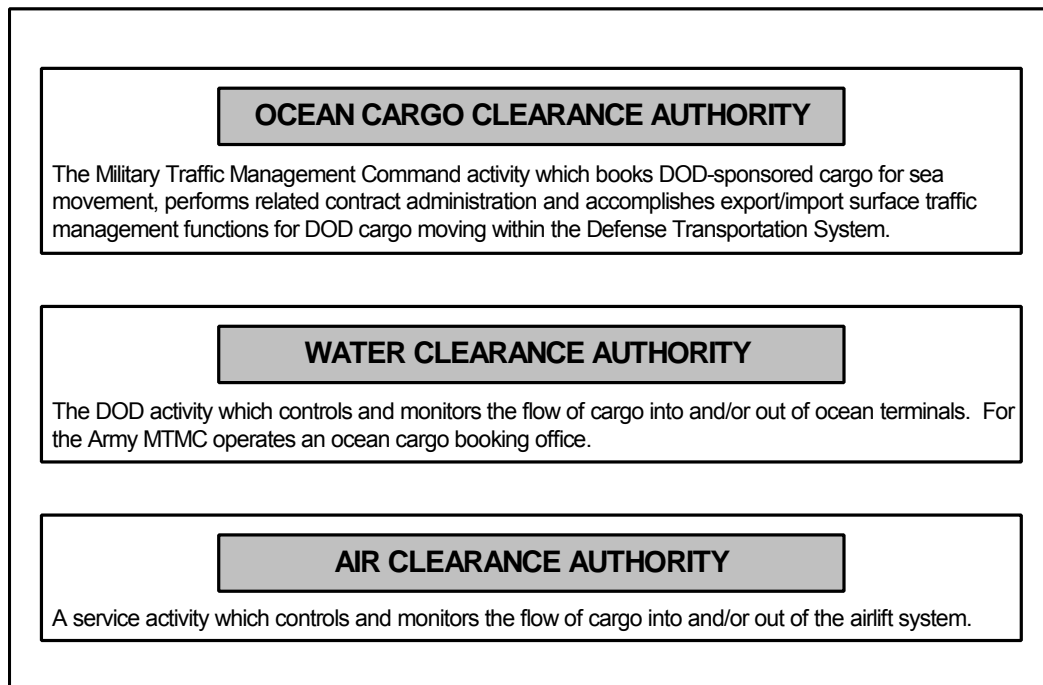 OCEAN CARGO CLEARANCE AUTHORITY
The Military Traffic Management Command activity which books DOD-sponsored cargo for sea
movement, performs related contract administration and accomplishes export/import surface traffic
management functions for DOD cargo moving within the Defense Transportation System.
WATER CLEARANCE AUTHORITY
The DOD activity which controls and monitors the flow of cargo into and/or out of ocean terminals.  For
the Army MTMC operates an ocean cargo booking office.
AIR CLEARANCE AUTHORITY
A service activity which controls and monitors the flow of cargo into and/or out of the airlift system.